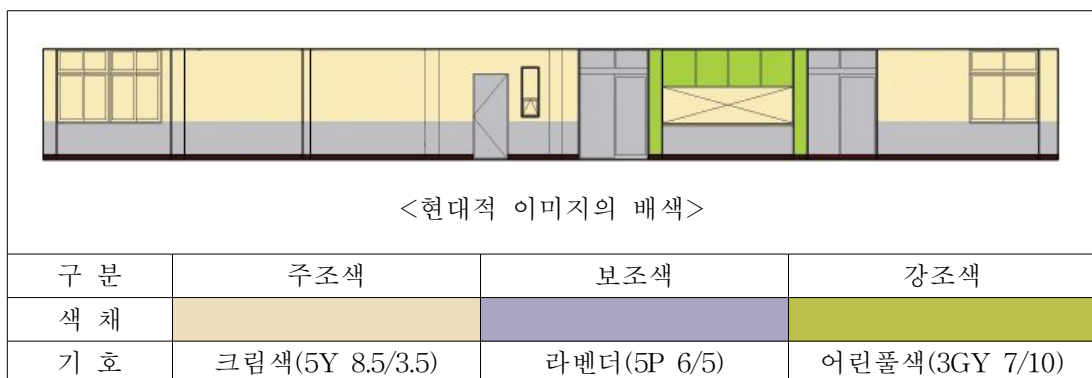 <현대적 이미지의 배색>
구 분 주조색 보조색 강조색
색 채
기 호 크림색(5Y 8.5/3.5) 라벤더(5P 6/5) 어린풀색(3GY 7/10)